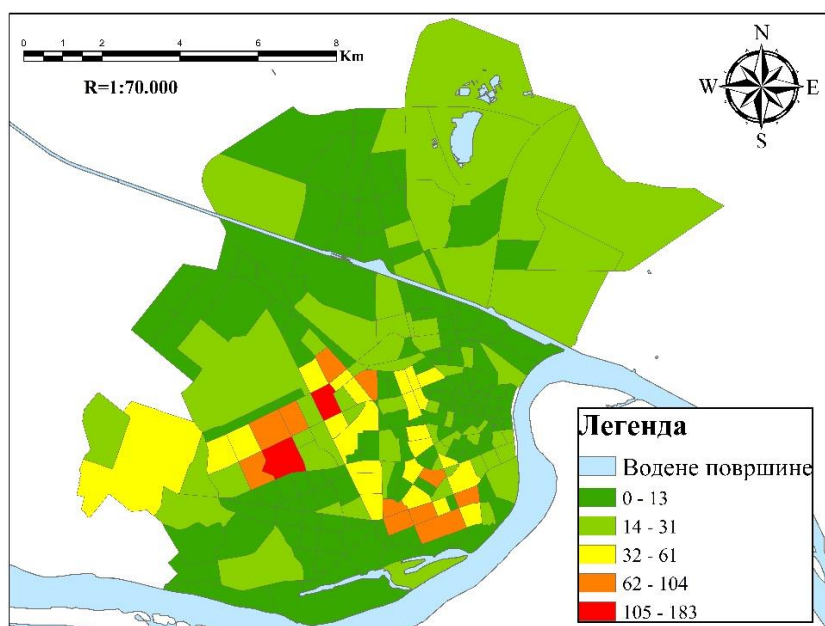 0 1 2 4 6 8
Km
R=1:70.000
N
W E
S
Легенда
Водене површине
0 - 13
14 - 31
32 - 61
62 - 104
105 - 183